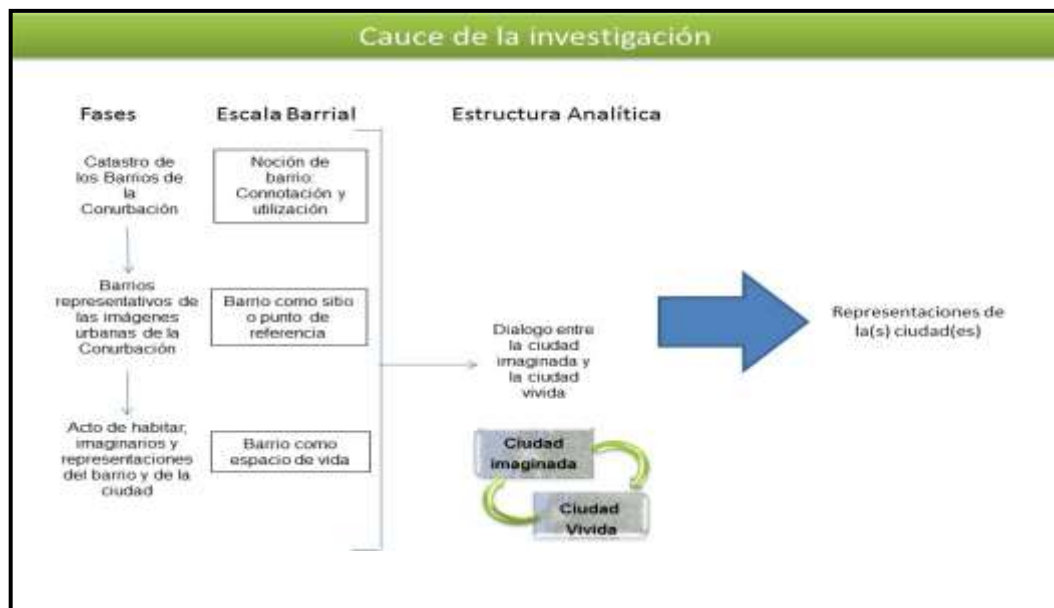 Cauce de la investigación
Fases
Escala Barrial
Estructura Analítica
Catastro de
los Barrios de
la
Conurbación
Noción de
barrio:
Connotación y
utilización
Barrios
representativos de
las imágenes
urbanas de la
Conurbación
Barrio como sitio
o punto de
referencia
Acto de habitar,
imaginarios y
representaciones
del barrio y de la
ciudad
Barrio como
espacio de vida
Dialogo entre
la ciudad
imaginada y
la ciudad
vivida
Ciudad
imaginada
Ciudad
Vivida
Representaciones de
la(s) ciudad(es)